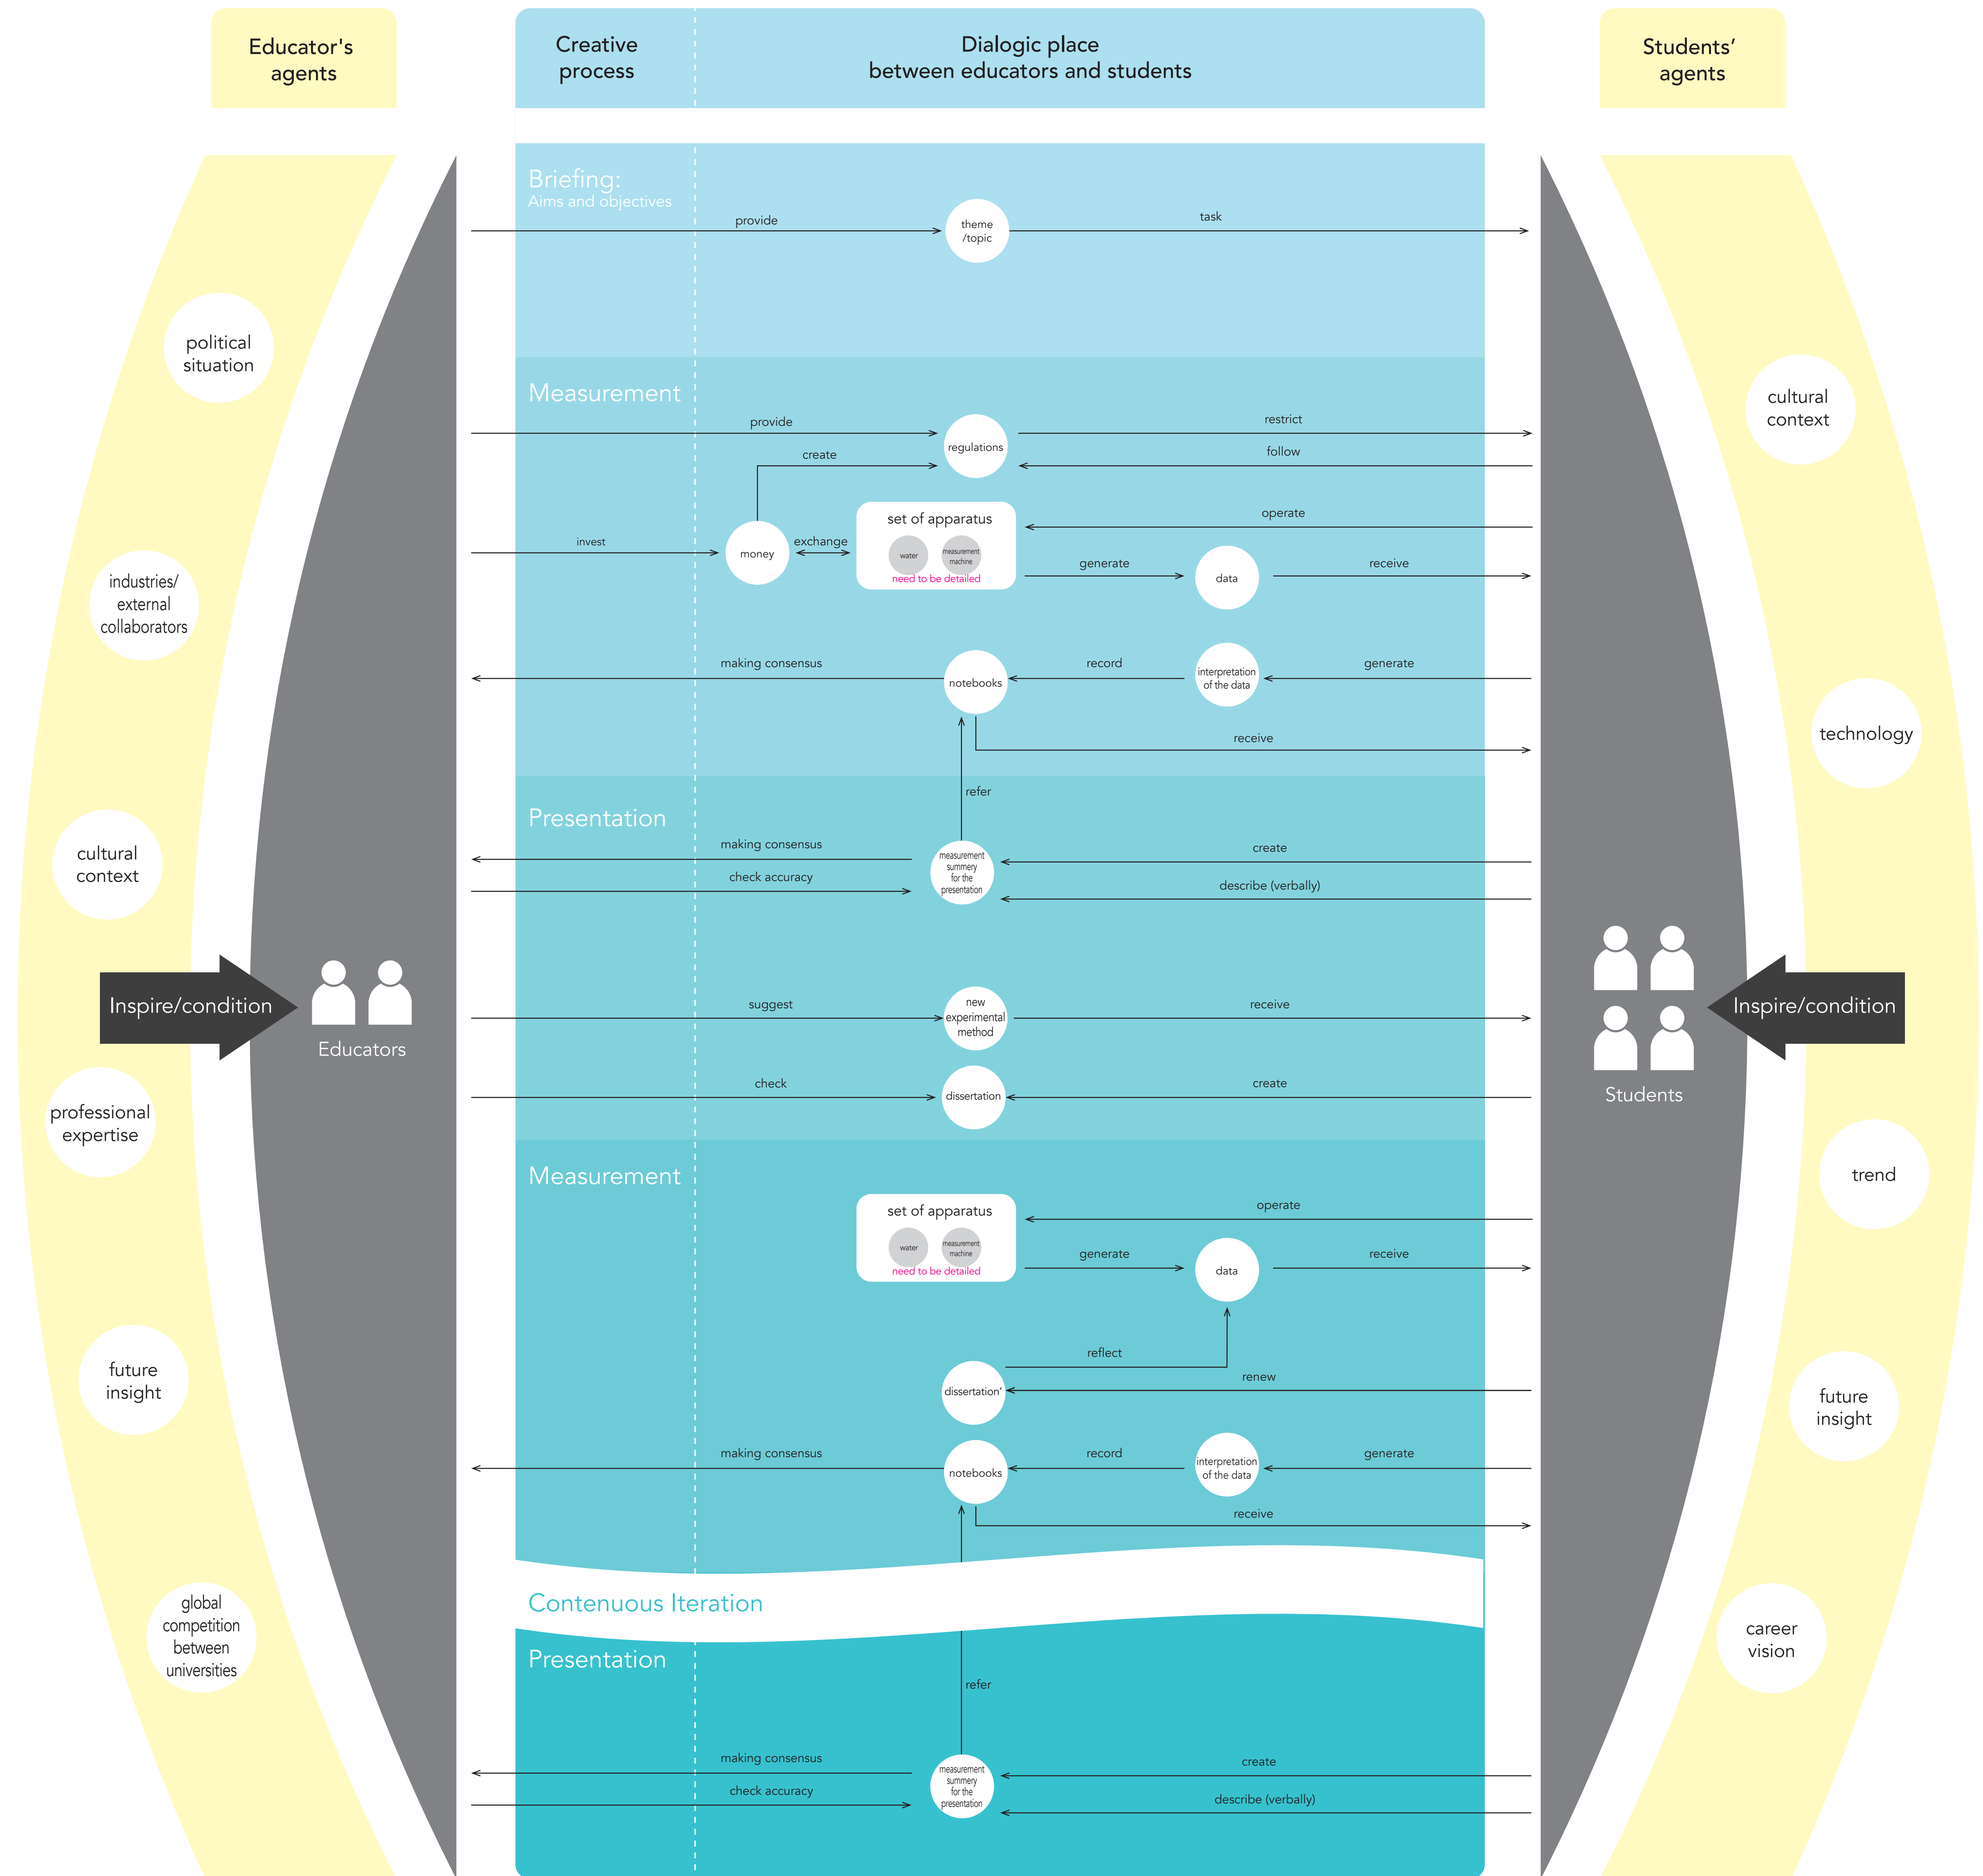 Educator's
agents
Creative
process
Dialogic place
between educators and students
Students’
agents
Briefing:
Aims and objectives
provide
theme
/topic
task
political
situation
industries/
external
collaborators
cultural
context
Inspire/condition
Educators
professional
expertise
future
insight
global
competition
between
universities
Measurement
provide
regulations
restrict
create
follow
set of apparatus
operate
invest
money
exchange
water
measurement
machine
need to be detailed
generate
data
receive
making consensus
notebooks
record
interpretation
of the data
generate
receive
refer
Presentation
making consensus
measurement
summery
for the
presentation
create
check accuracy
describe (verbally)
suggest
new
experimental
method
receive
check
dissertation
create
Measurement
set of apparatus
operate
water
measurement
machine
need to be detailed
generate
data
receive
reflect
dissertation’
renew
making consensus
notebooks
record
interpretation
of the data
generate
receive
Contenuous Iteration
Presentation
refer
making consensus
measurement
summery
for the
presentation
create
check accuracy
describe (verbally)
cultural
context
technology
Inspire/condition
Students
trend
future
insight
career
vision